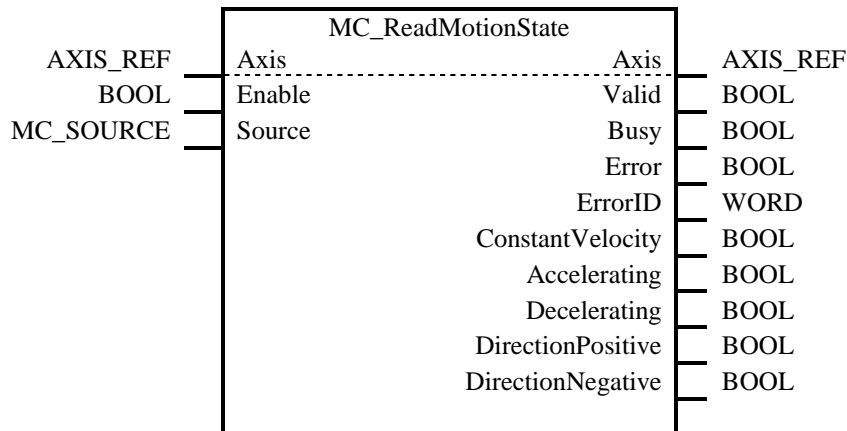 MC_ReadMotionState
AXIS_REF Axis Axis AXIS_REF
BOOL Enable Valid BOOL
MC_SOURCE Source Busy BOOL
Error BOOL
ErrorID WORD
ConstantVelocity BOOL
Accelerating BOOL
Decelerating BOOL
DirectionPositive BOOL
DirectionNegative BOOL